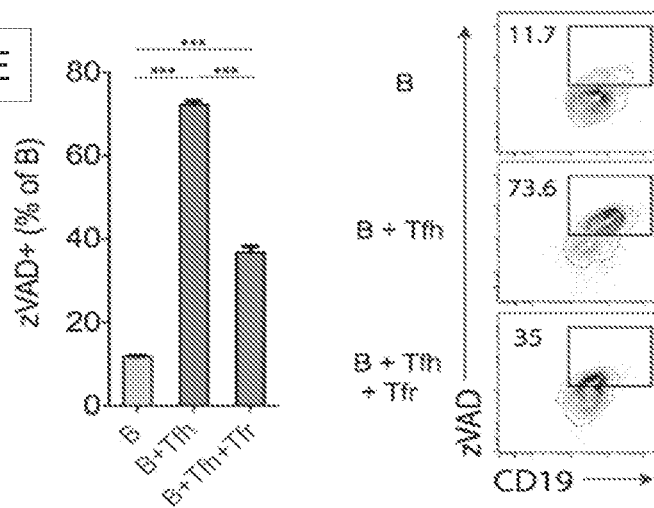 E
***
*** ***
80
60
40
20
0
zVAD+ (% of B)
B
B+Tfh
B+Tfh+Tfr
B
11.7
B + Tfh
73.6
B + Tfh
+ Tfr
35
zVAD
CD19